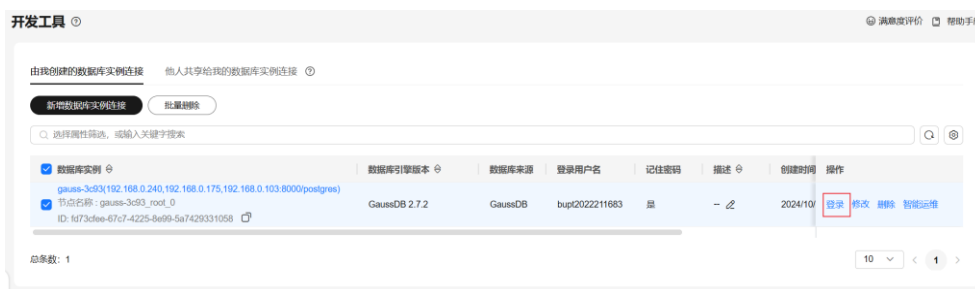 开发工具
满意度评价 帮助手
由我创建的数据库实例连接 他人共享给我的数据库实例连接
新增数据库实例连接 批量删除
选择属性筛选，或输入关键字搜索
数据库实例 数据库引擎版本 数据库来源 登录用户名 记住密码 描述 创建时间 操作
gauss-3c93(192.168.0.240,192.168.0.175,192.168.0.103:8000/postgres)
节点名称：gauss-3c93_root_0 GaussDB 2.7.2 GaussDB bupt2022211683 是 – 2024/10/ 登录 修改 删除 智能运维
ID: fd73cfee-67c7-4225-8e99-5a7429331058
总条数：1 10 1